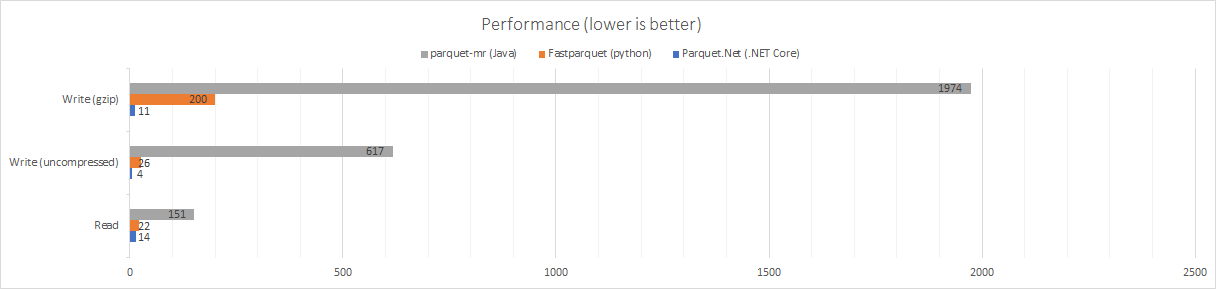 Performance (lower is better)
parquet-mr (Java) Fastparquet (python) Parquet.Net (.NET Core)
Write (gzip) 1974
200
11
Write (uncompressed) 617
26
4
Read 151
22
14
0 500 1000 1500 2000 2500